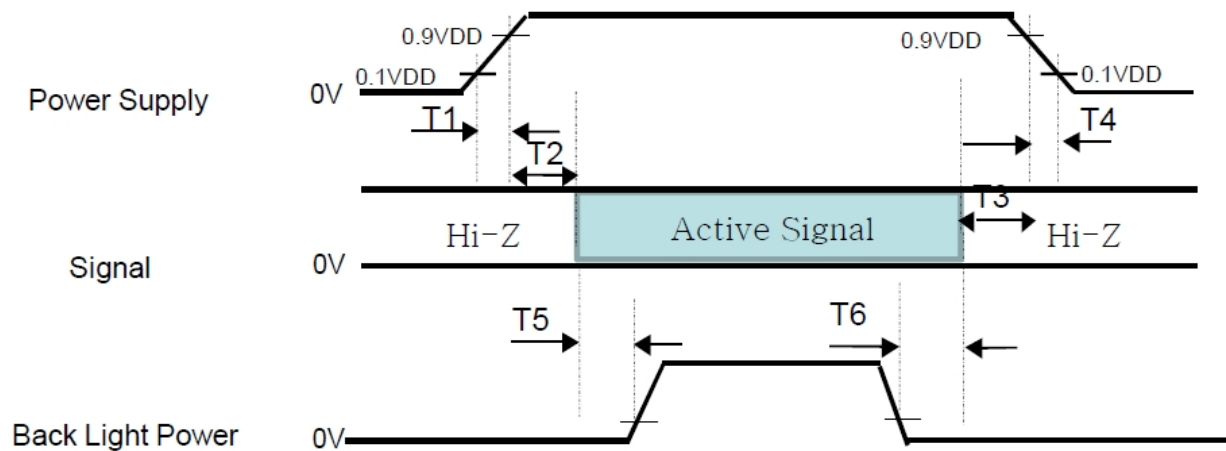 0.9VDD
0.9VDD
0.1VDD
0.1VDD
Power Supply
0V
T1
T4
T2
T3
Hi-Z
Active Signal
Hi-Z
Signal
0V
T5
T6
Back Light Power
0V